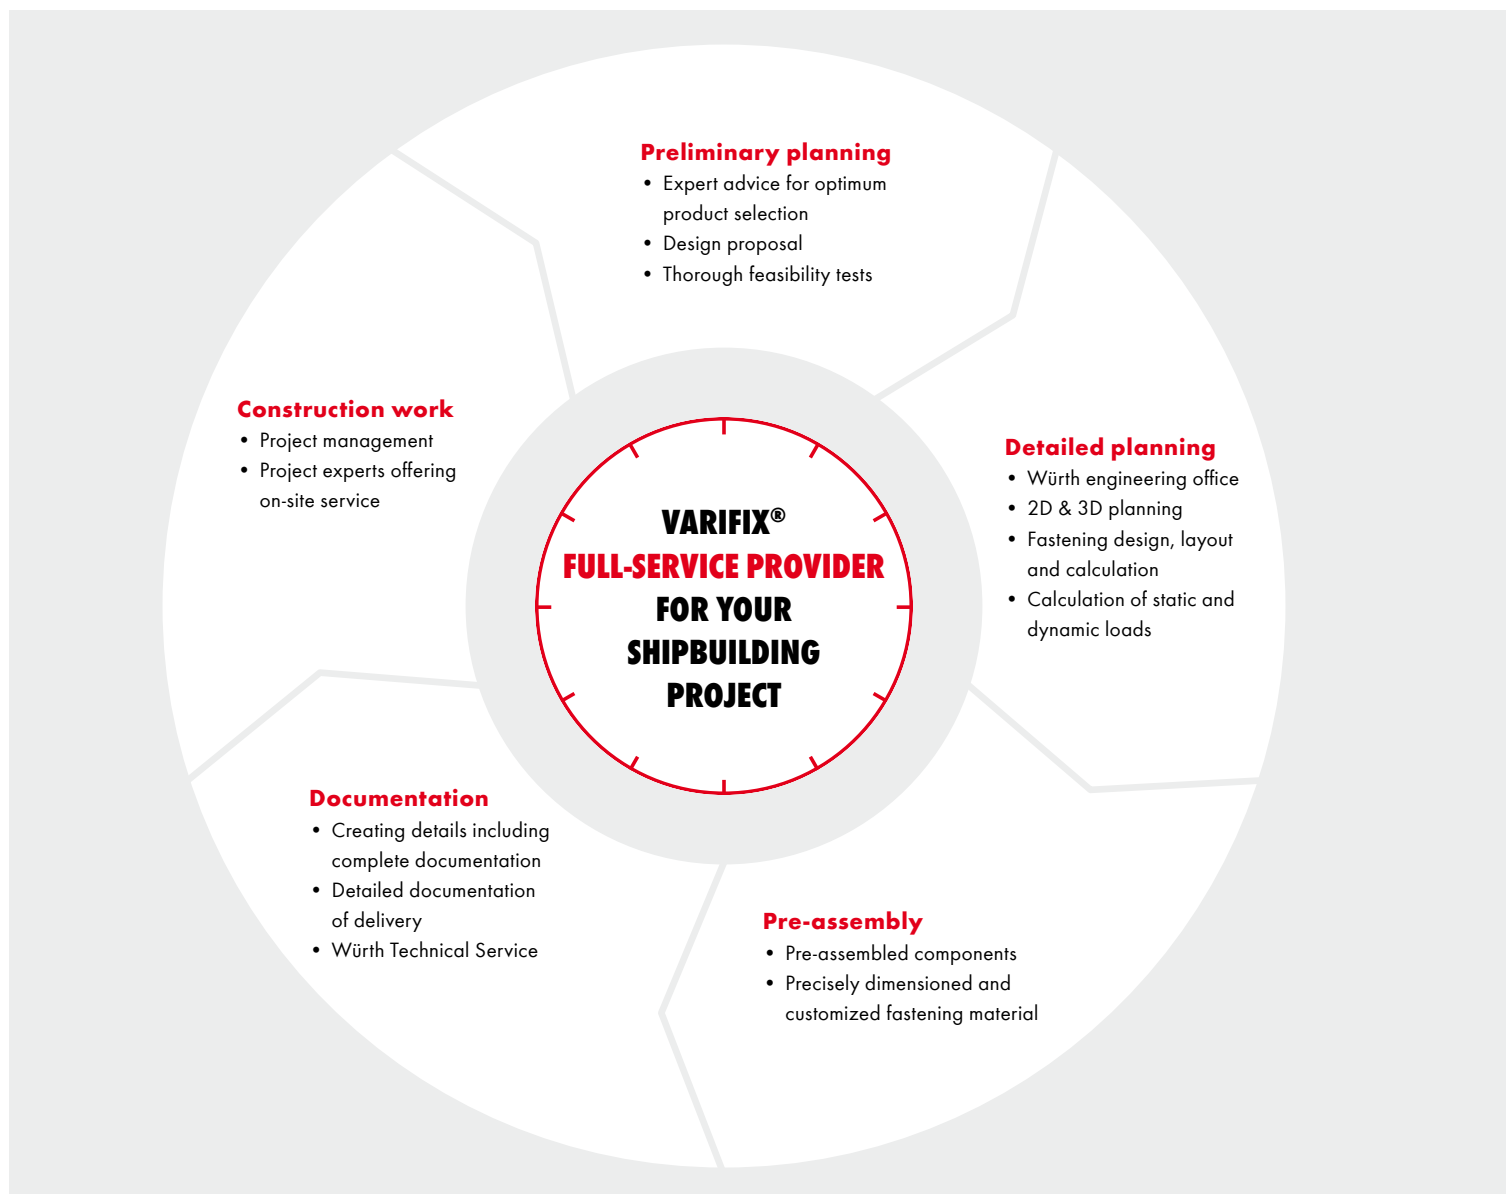 Preliminary planning
• Expert advice for optimum
product selection
• Design proposal
• Thorough feasibility tests
Detailed planning
• Würth engineering office
• 2D & 3D planning
• Fastening design, layout
and calculation
• Calculation of static and
dynamic loads
Pre-assembly
• Pre-assembled components
• Precisely dimensioned and
customized fastening material
Documentation
• Creating details including
complete documentation
• Detailed documentation
of delivery
• Würth Technical Service
Construction work
• Project management
• Project experts offering
on-site service
VARIFIX®
FULL-SERVICE PROVIDER
FOR YOUR
SHIPBUILDING
PROJECT